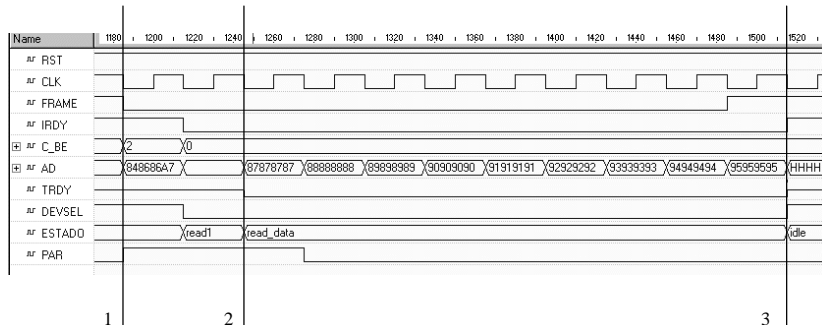 Name 1180 1200 1220 1240 1260 1280 1300 1320 1340 1360 1380 1400 1420 1440 1460 1480 1500 1520
RST
CLK
FRAME
IRDY
C_BE 2 0
AD 848686A7 87878787 88888888 89898989 90909090 91919191 92929292 93939393 94949494 95959595 HHHH
TRDY
DEVSEL
ESTADO read1 read_data idle
PAR
1 2 3